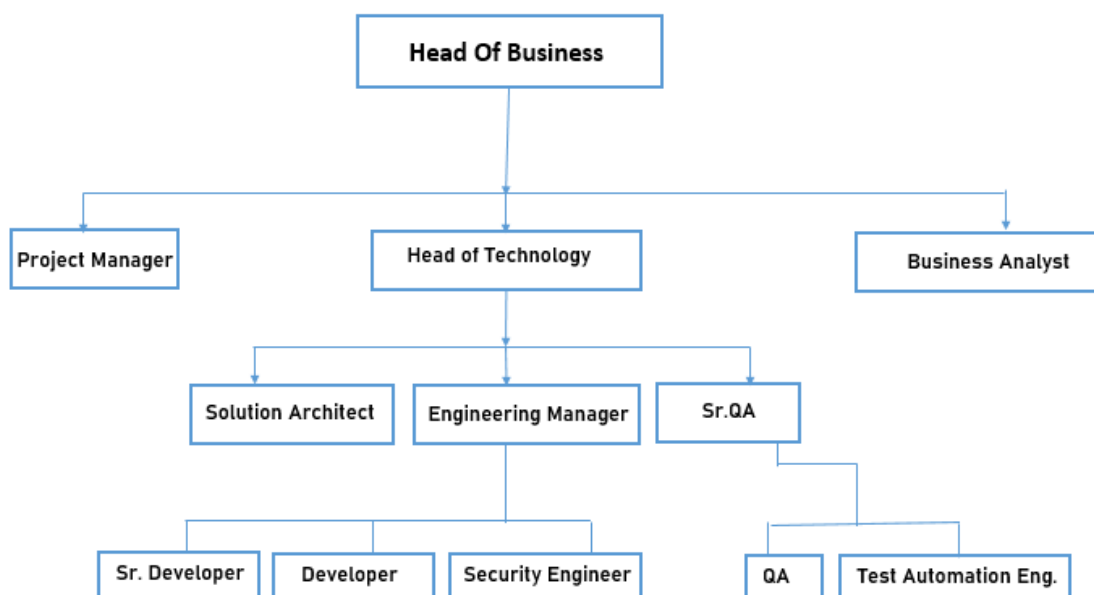 Head Of Business
Project Manager
Head of Technology
Business Analyst
Solution Architect
Engineering Manager
Sr.QA
Sr. Developer
Developer
Security Engineer
QA
Test Automation Eng.